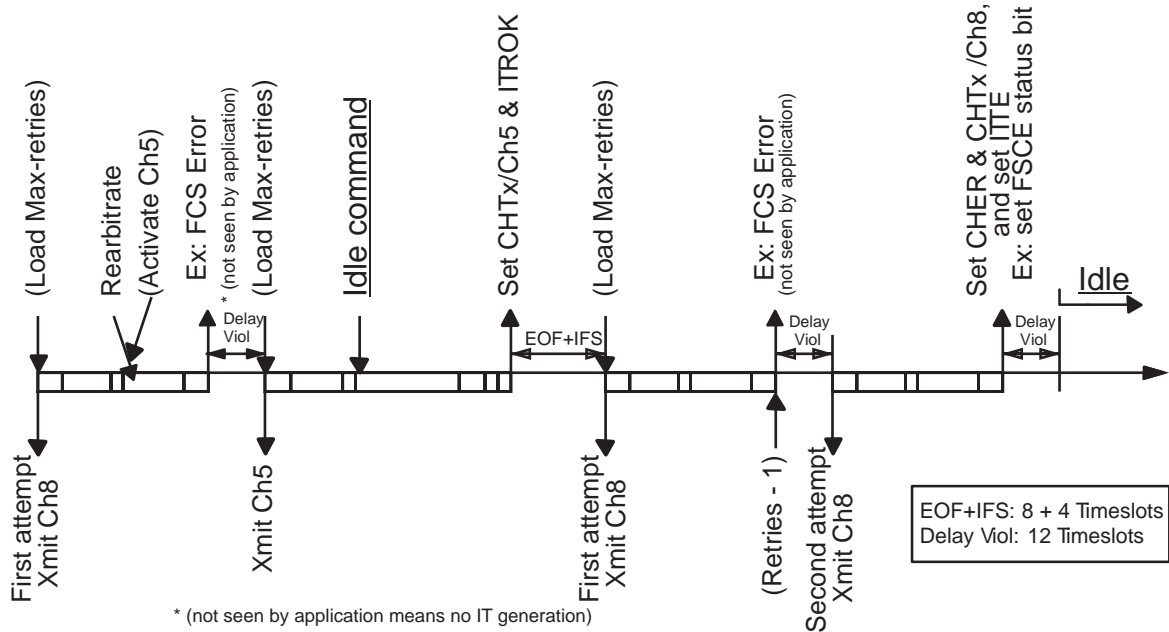 (Load Max-retries)
Rearbitrate
(Activate Ch5)
Ex: FCS Error
* (not seen by application)
(Load Max-retries)
Idle command
Set CHTx/Ch5 & ITROK
(Load Max-retries)
Ex: FCS Error
(not seen by application)
Set CHER & CHTx /Ch8,
and set ITTE
Ex: set FSCE status bit
Idle
Delay
Viol
EOF+IFS
Delay
Viol
Delay
Viol
First attempt
Xmit Ch8
Xmit Ch5
First attempt
Xmit Ch8
(Retries - 1)
Second attempt
Xmit Ch8
EOF+IFS: 8 + 4 Timeslots
Delay Viol: 12 Timeslots
* (not seen by application means no IT generation)